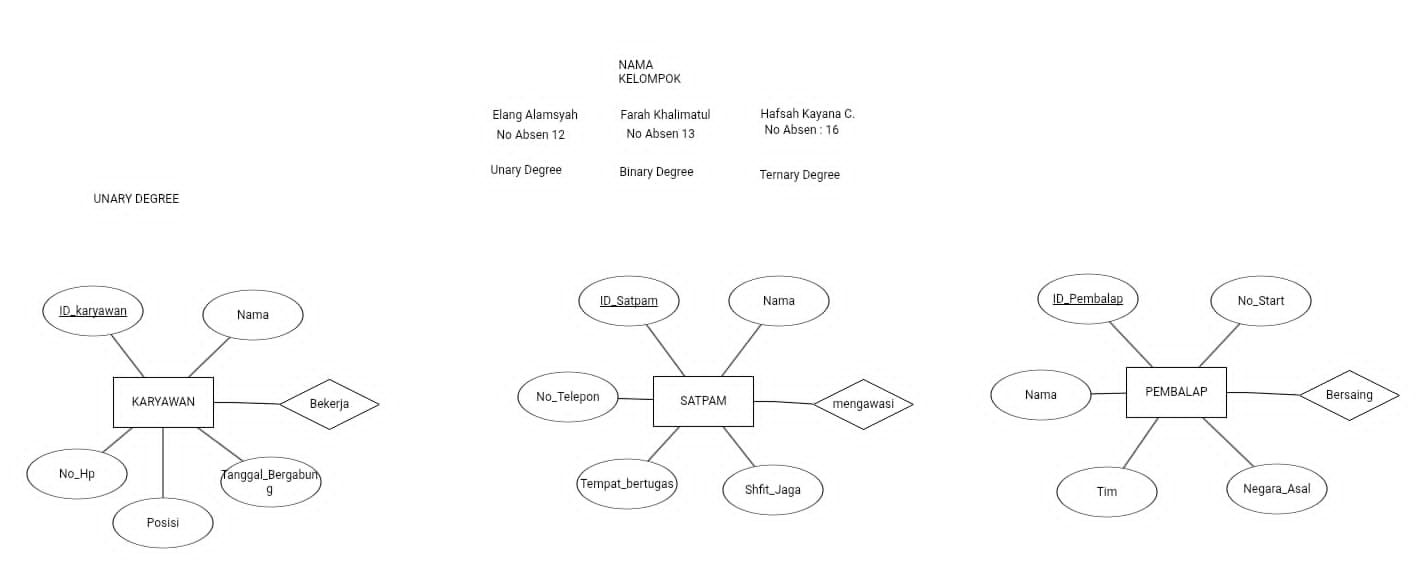 NAMA
KELOMPOK
Elang Alamsyah
No Absen 12
Unary Degree
Farah Khalimatul
No Absen 13
Binary Degree
Hafsah Kayana C.
No Absen : 16
Ternary Degree
UNARY DEGREE
ID_karyawan
Nama
KARYAWAN
Bekerja
No_Hp
Tanggal_Bergabun
g
Posisi
ID_Satpam
Nama
No_Telepon
SATPAM
mengawasi
Tempat_bertugas
Shfit_Jaga
ID_Pembalap
No_Start
Nama
PEMBALAP
Bersaing
Tim
Negara_Asal